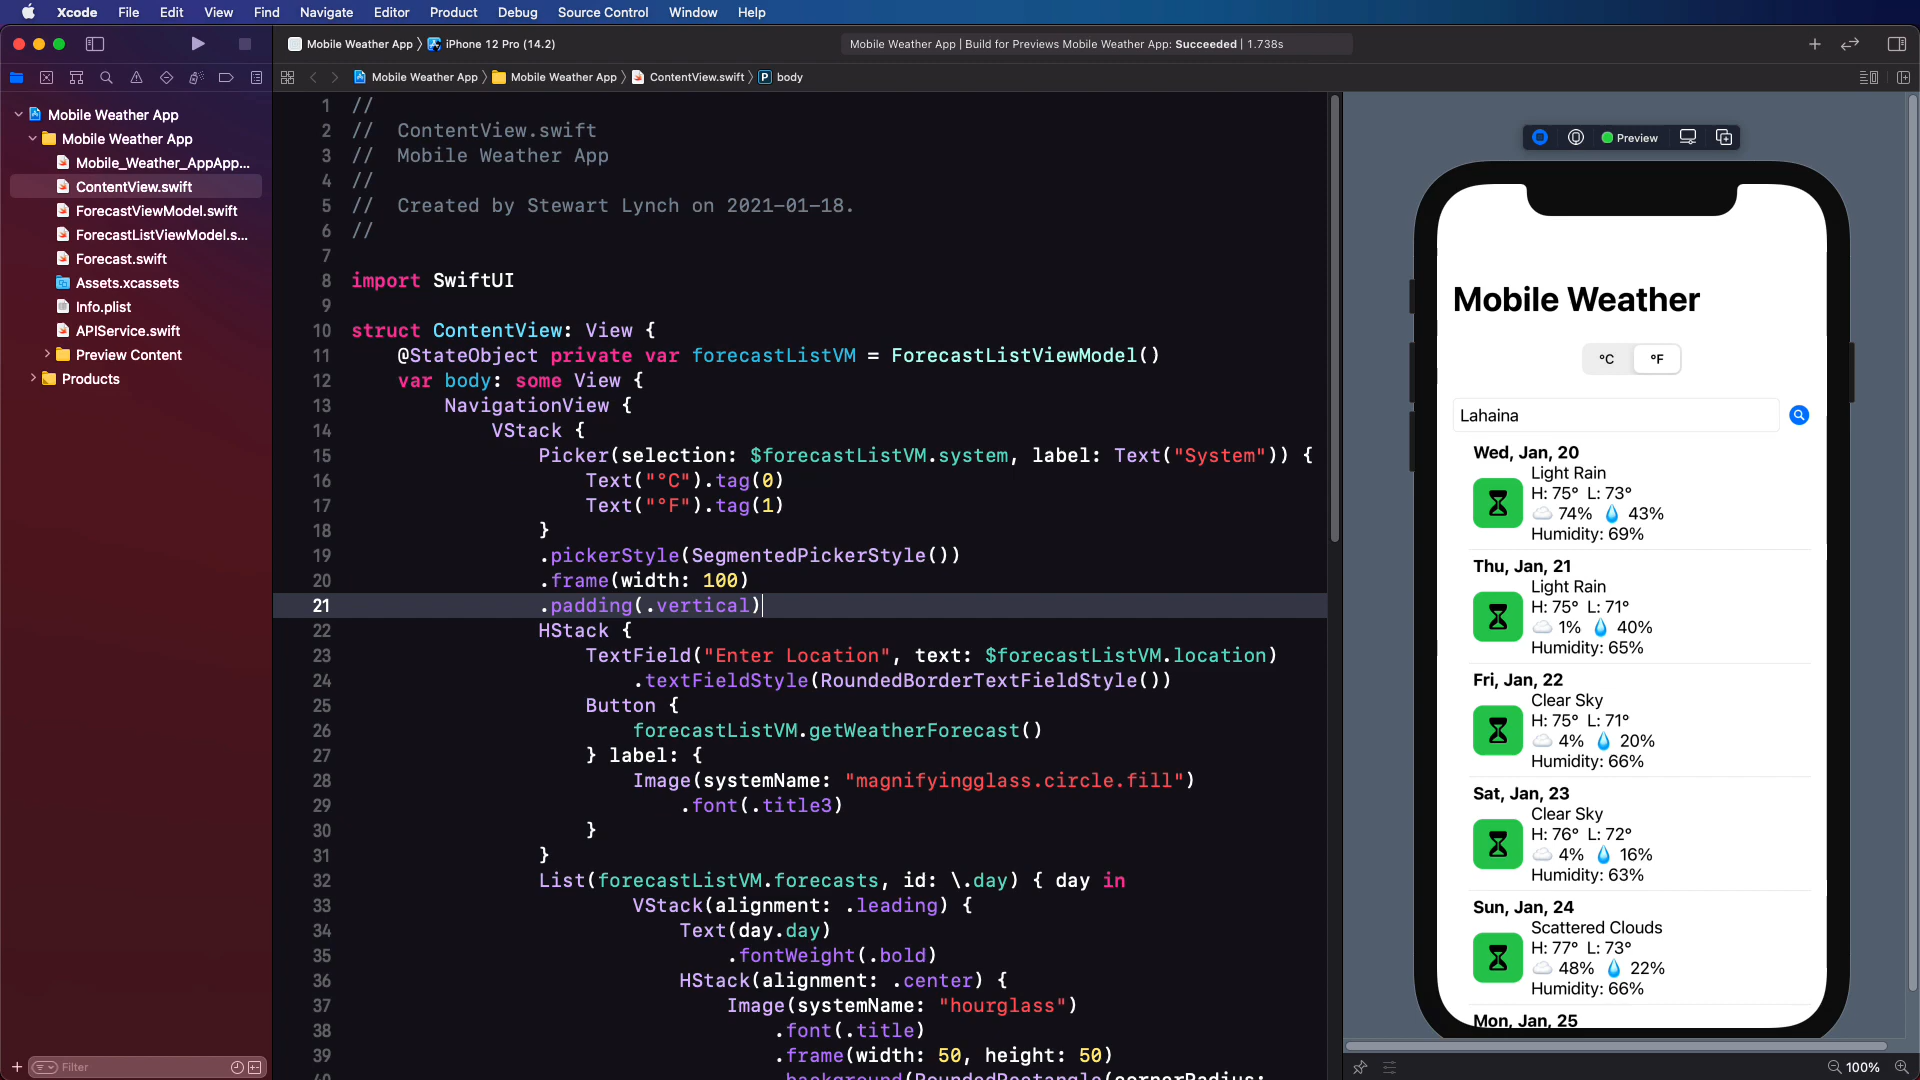 Xcode File Edit View Find Navigate Editor Product Debug Source Control Window Help
Mobile Weather App iPhone 12 Pro (14.2)
Mobile Weather App | Build for Previews Mobile Weather App: Succeeded | 1.738s
Mobile Weather App Mobile Weather App ContentView.swift P body
Mobile Weather App
Mobile Weather App
Mobile_Weather_AppApp...
ContentView.swift
ForecastViewModel.swift
ForecastListViewModel.s...
Forecast.swift
Assets.xcassets
Info.plist
APIService.swift
Preview Content
Products
Filter
1 //
2 // ContentView.swift
3 // Mobile Weather App
4 //
5 // Created by Stewart Lynch on 2021-01-18.
6 //
7
8 import SwiftUI
9
10 struct ContentView: View {
11 @StateObject private var forecastListVM = ForecastListViewModel()
12 var body: some View {
13 NavigationView {
14 VStack {
15 Picker(selection: $forecastListVM.system, label: Text("System")) {
16 Text("°C").tag(0)
17 Text("°F").tag(1)
18 }
19 .pickerStyle(SegmentedPickerStyle())
20 .frame(width: 100)
21 .padding(.vertical)
22 HStack {
23 TextField("Enter Location", text: $forecastListVM.location)
24 .textFieldStyle(RoundedBorderTextFieldStyle())
25 Button {
26 forecastListVM.getWeatherForecast()
27 } label: {
28 Image(systemName: "magnifyingglass.circle.fill")
29 .font(.title3)
30 }
31 }
32 List(forecastListVM.forecasts, id: \.day) { day in
33 VStack(alignment: .leading) {
34 Text(day.day)
35 .fontWeight(.bold)
36 HStack(alignment: .center) {
37 Image(systemName: "hourglass")
38 .font(.title)
39 .frame(width: 50, height: 50)
40 .background(RoundedRectangle(cornerRadius:
Preview
Mobile Weather
°C °F
Lahaina
Wed, Jan, 20
Light Rain
H: 75° L: 73°
74% 43%
Humidity: 69%
Thu, Jan, 21
Light Rain
H: 75° L: 71°
1% 40%
Humidity: 65%
Fri, Jan, 22
Clear Sky
H: 75° L: 71°
4% 20%
Humidity: 66%
Sat, Jan, 23
Clear Sky
H: 76° L: 72°
4% 16%
Humidity: 63%
Sun, Jan, 24
Scattered Clouds
H: 77° L: 73°
48% 22%
Humidity: 66%
Mon, Jan, 25
100%